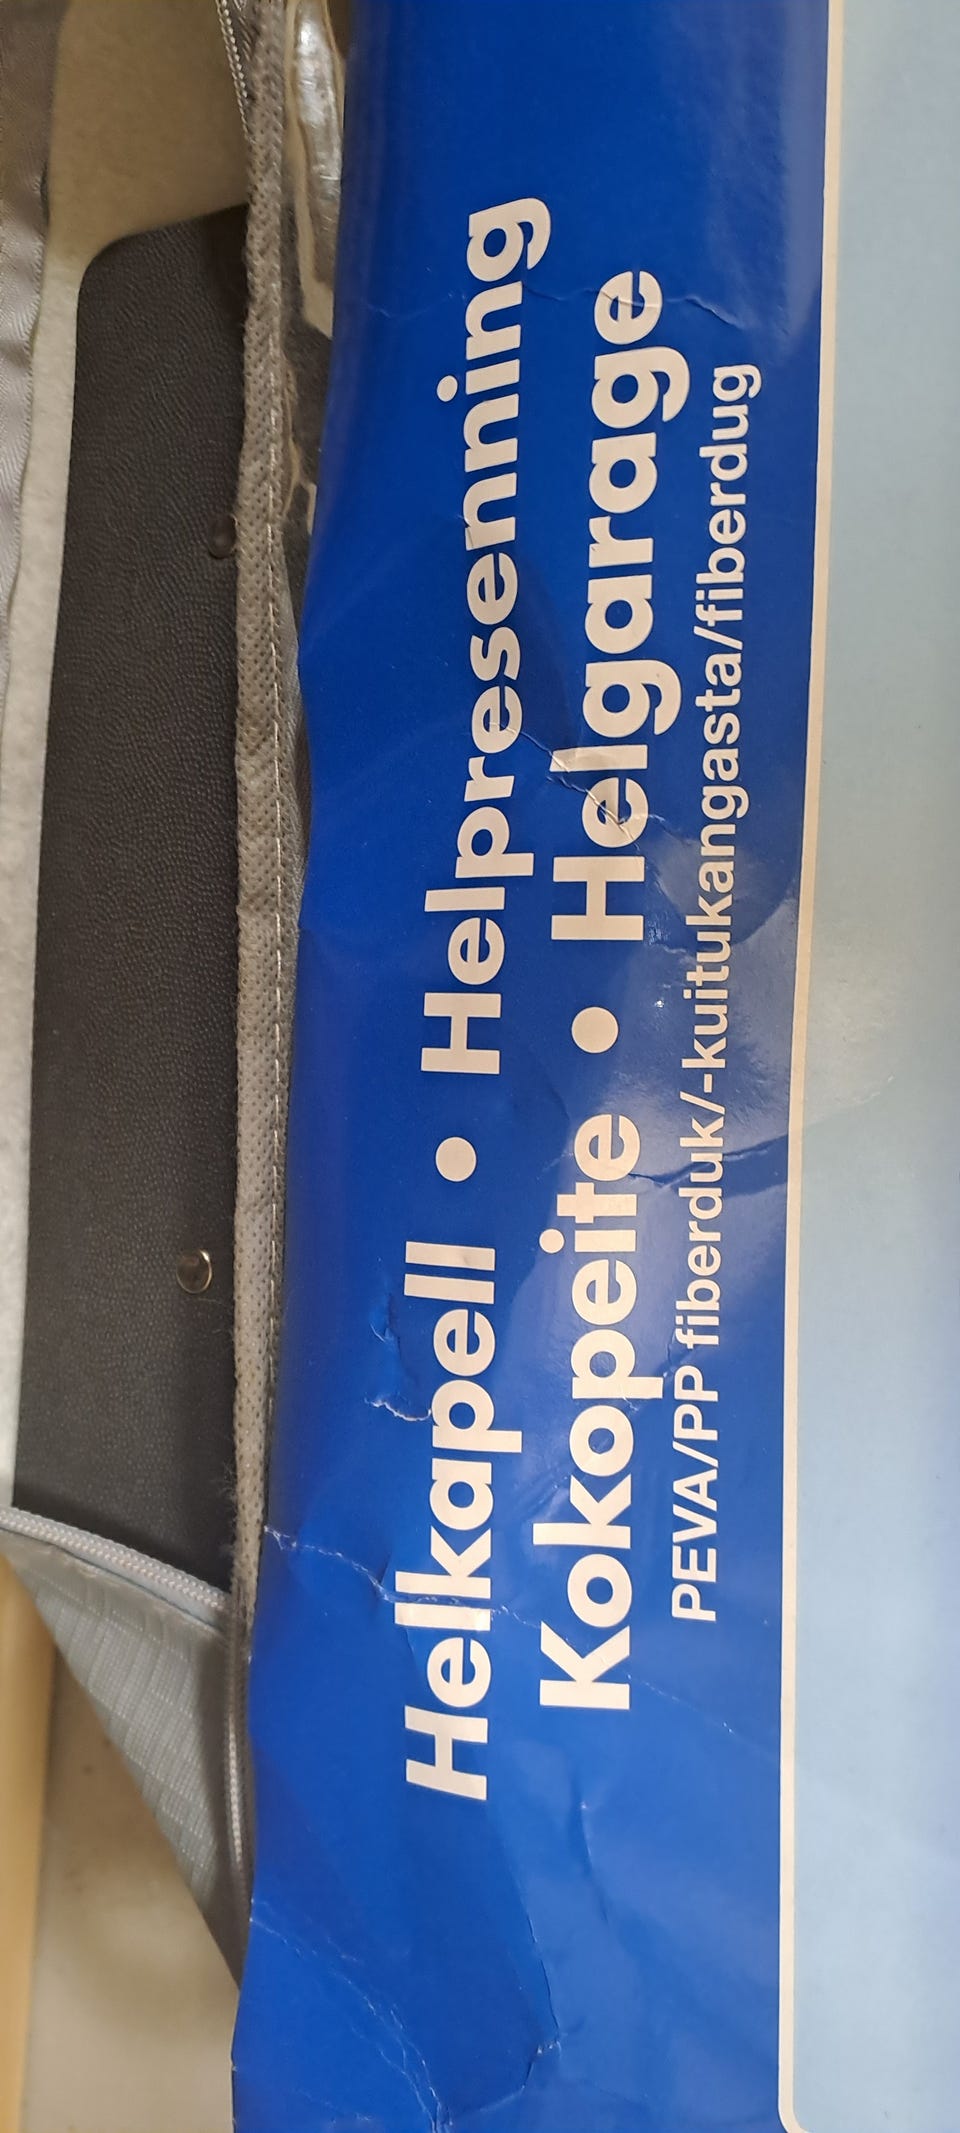 Helkapell • Helpresenning
Kokopeite • Helgarage
PEVA/PP fiberduk/-kuitukangasta/fiberdug